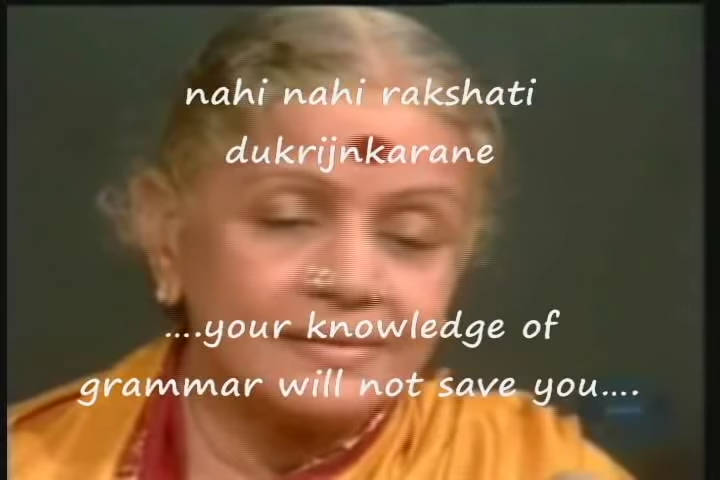 nahi nahi rakshati
dukrijnkarane
....your knowledge of
grammar will not save you....